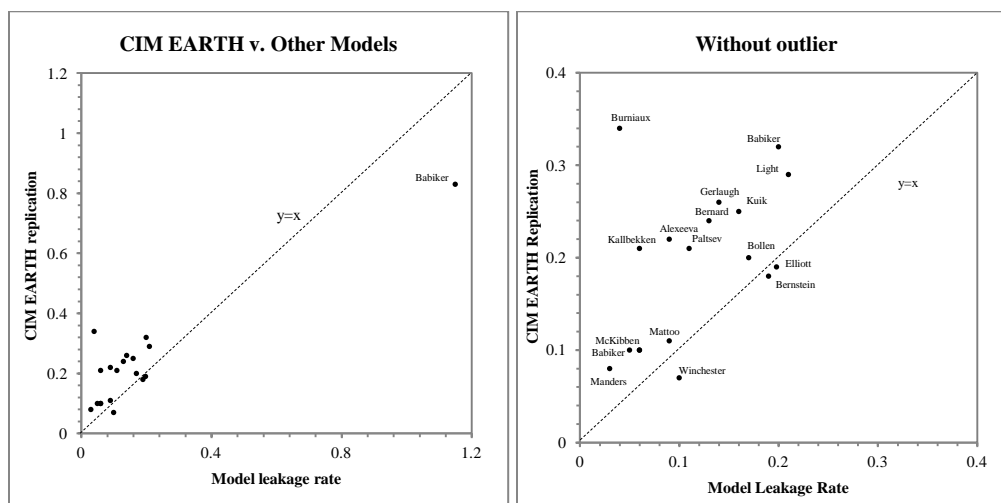 CIM EARTH v. Other Models
1.2
1
0.8
0.6
0.4
0.2
0
0
0.4
0.8
1.2
CIM EARTH replication
Model leakage rate
Babiker
y=x
Without outlier
0.4
0.3
0.2
0.1
0
0
0.1
0.2
0.3
0.4
CIM EARTH Replication
Model Leakage Rate
Burniaux
Babiker
Light
y=x
Gerlaugh
Kuik
Bernard
Alexeeva
Kallbekken
Paltsev
Bollen
Elliott
Bernstein
McKibben
Mattoo
Babiker
Manders
Winchester